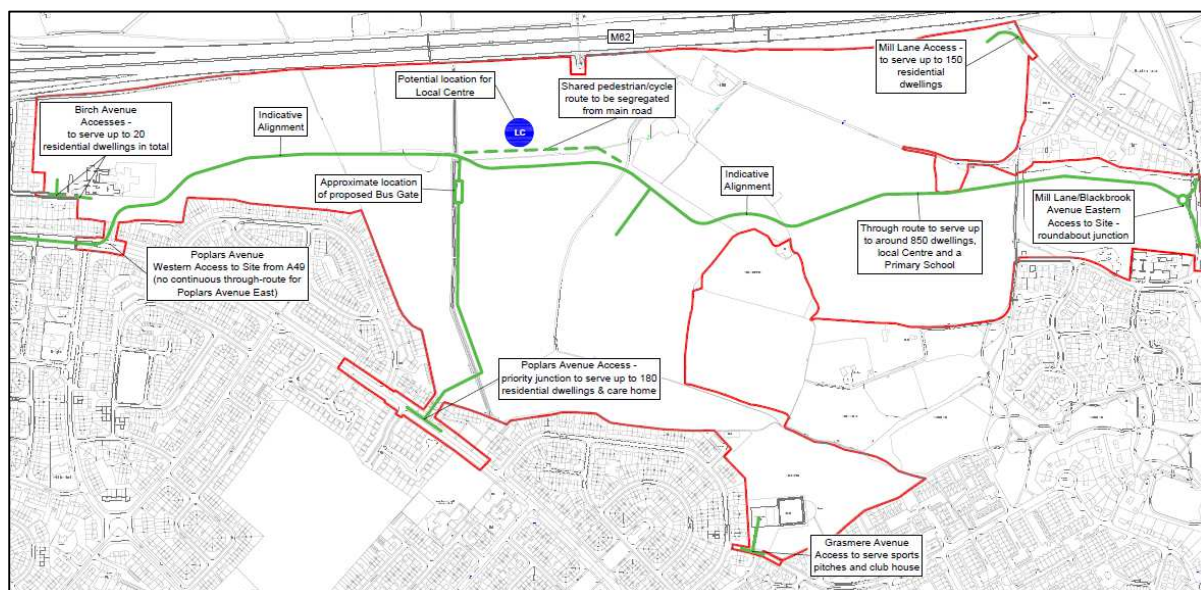 M62
Mill Lane Access -
to serve up to 150
residential
dwellings
Potential location for
Local Centre
Shared pedestrian/cycle
route to be segregated
from main road
Birch Avenue
Accesses -
to serve up to 20
residential dwellings in total
Indicative
Alignment
LC
Approximate location
of proposed Bus Gate
Indicative
Alignment
Mill Lane/Blackbrook
Avenue Eastern
Access to Site -
roundabout junction
Through route to serve up
to around 850 dwellings,
local Centre and a
Primary School
Poplars Avenue
Western Access to Site from A49
(no continuous through-route for
Poplars Avenue East)
Poplars Avenue Access -
priority junction to serve up to 180
residential dwellings & care home
Grasmere Avenue
Access to serve sports
pitches and club house